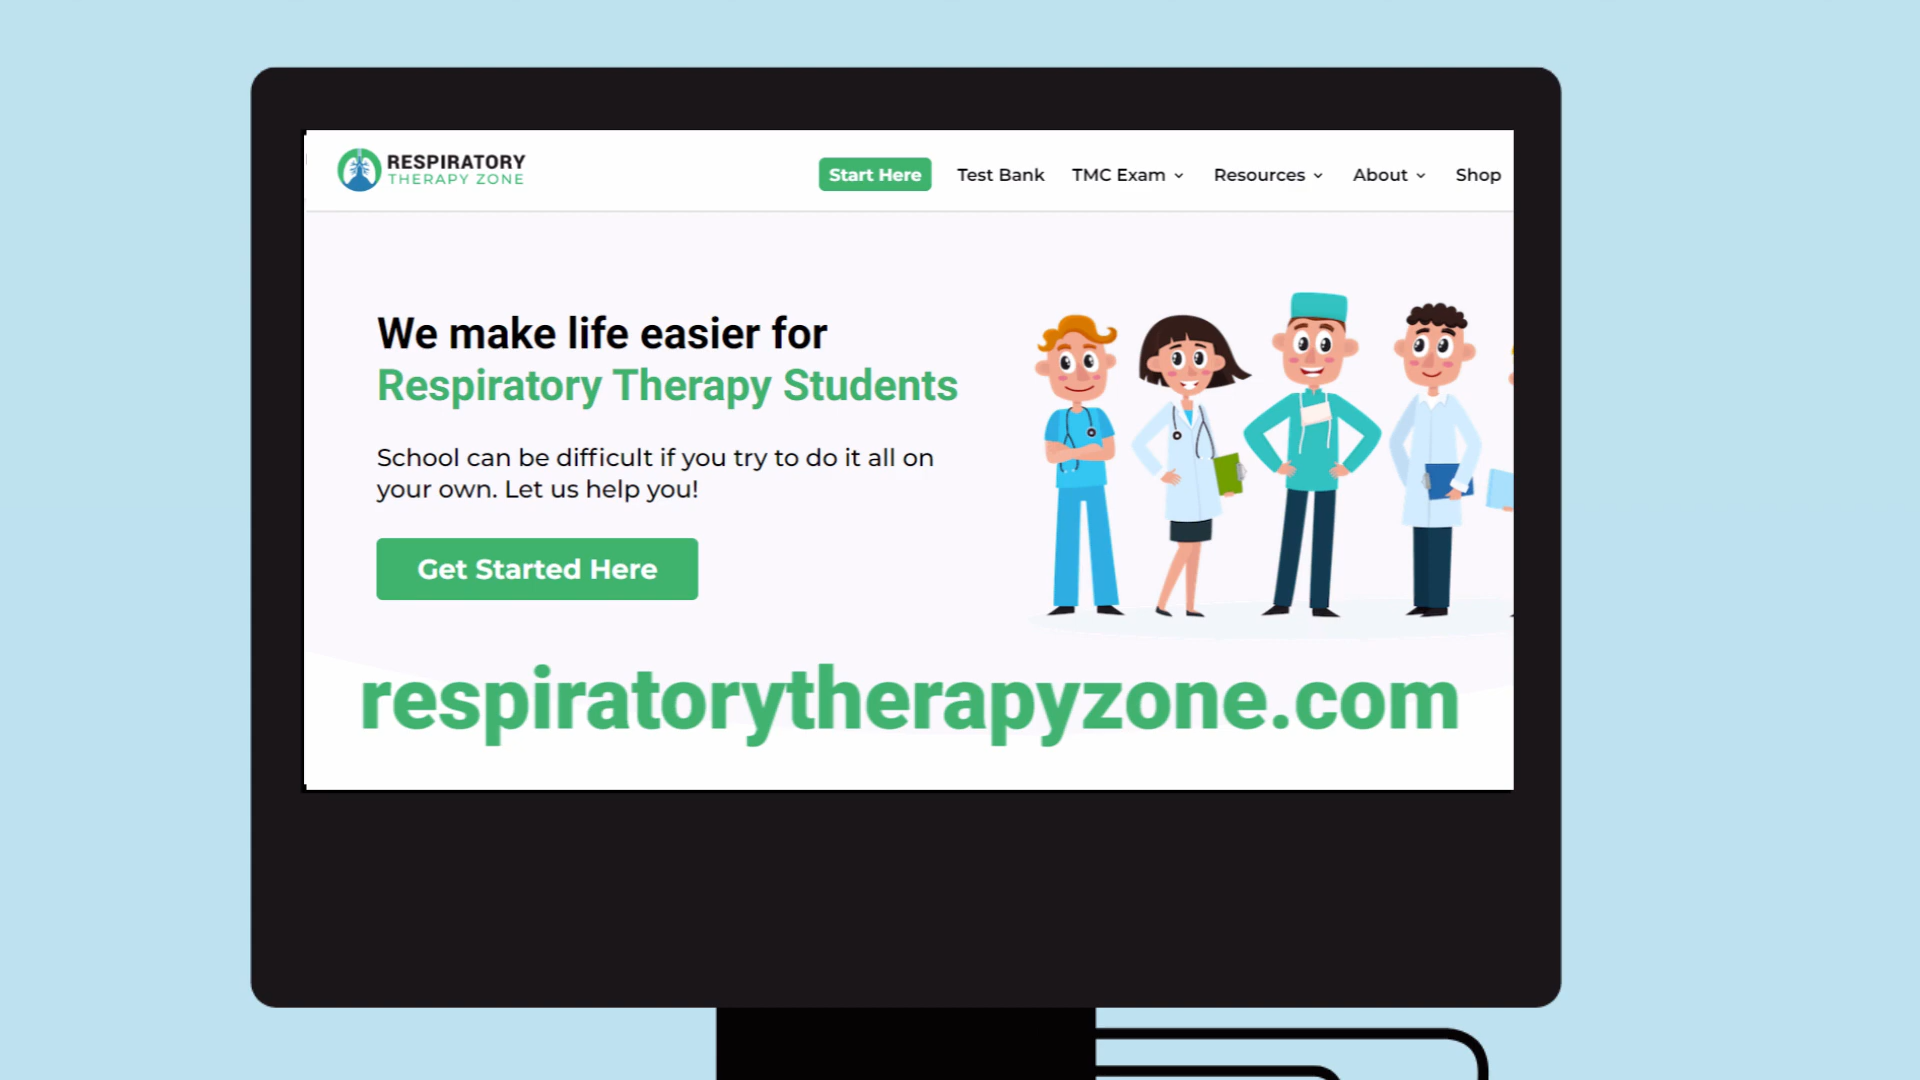 RESPIRATORY
THERAPY ZONE
Start Here
Test Bank
TMC Exam
Resources
About
Shop
We make life easier for
Respiratory Therapy Students
School can be difficult if you try to do it all on
your own. Let us help you!
Get Started Here
respiratorytherapyzone.com